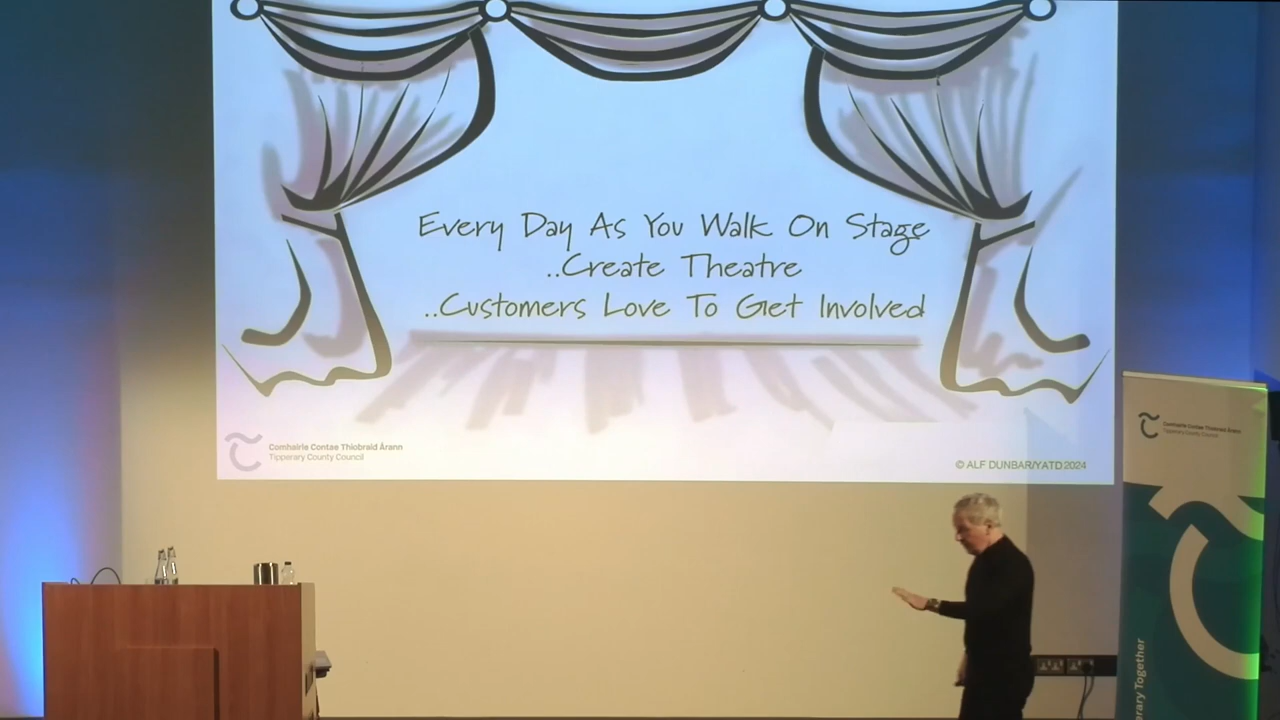 Every Day As You Walk On Stage
..Create Theatre
..Customers Love To Get Involved
Comhairle Contae Thiobraid Árann
Tipperary County Council
© ALF DUNBAR/YATD 2024
Comhairle Contae Thiobraid Árann
Tipperary County Council
erary Together